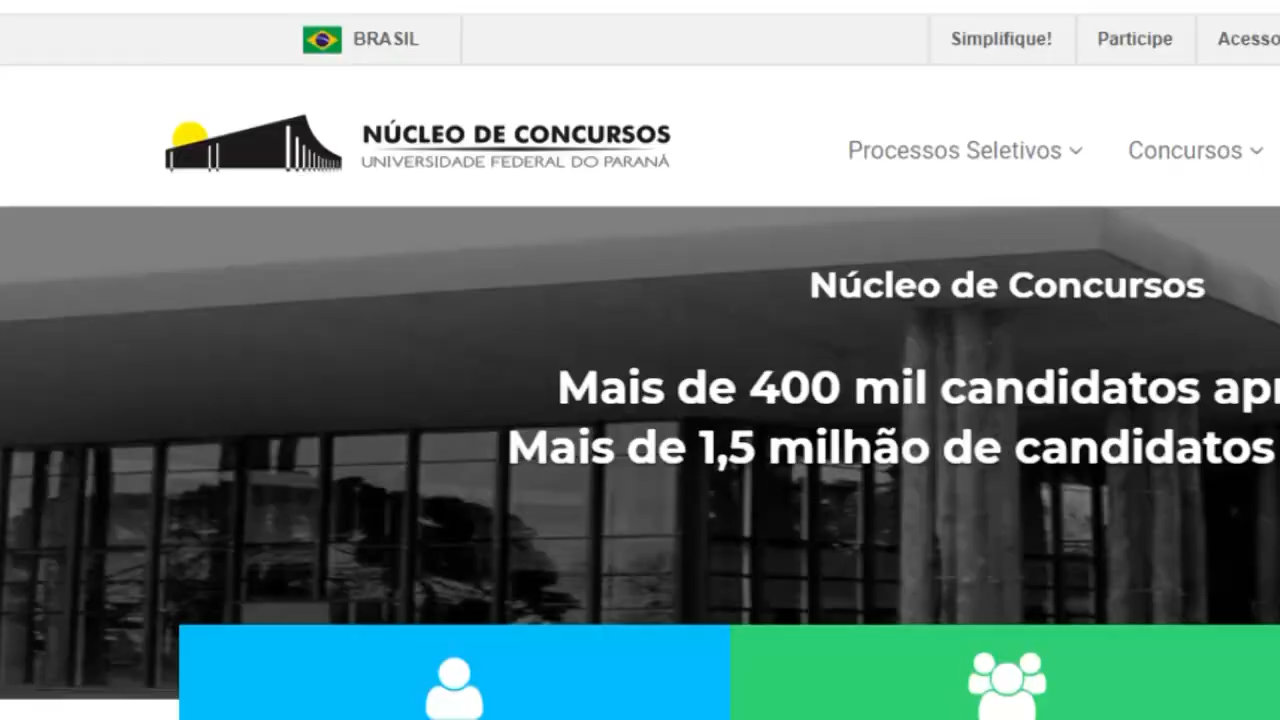 BRASIL
Simplifique!
Participe
Acesso
NÚCLEO DE CONCURSOS
UNIVERSIDADE FEDERAL DO PARANÁ
Processos Seletivos
Concursos
Núcleo de Concursos
Mais de 400 mil candidatos
Mais de 1,5 milhão de candidatos